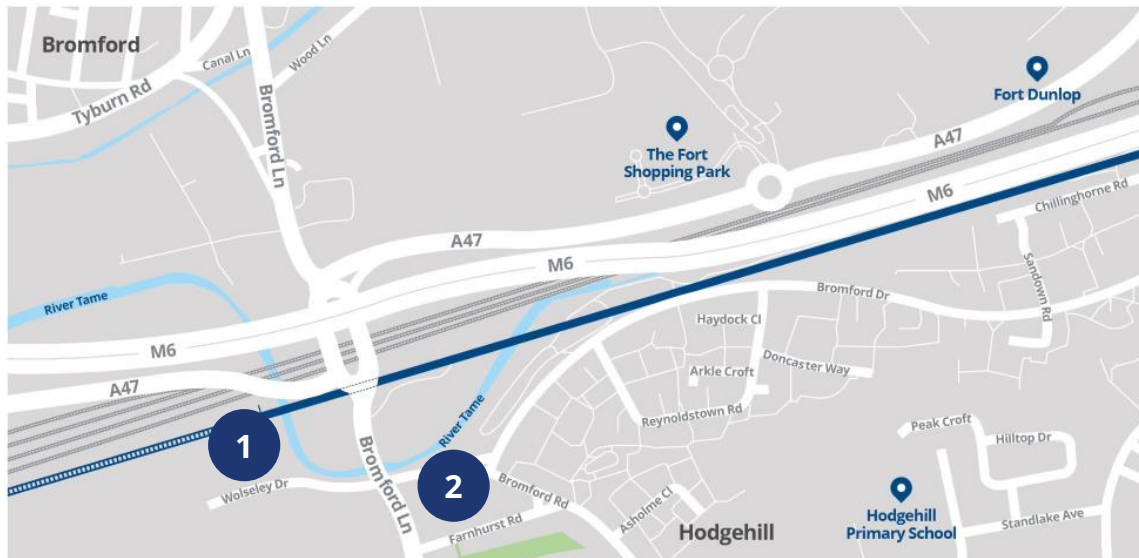 Bromford
Canal Ln
Wood Ln
Tyburn Rd
Bromford Ln
Fort Dunlop
The Fort
Shopping Park
A47
M6
Chillinghorne Rd
A47
M6
River Tame
Bromford Dr
Sandown Rd
Haydock Cl
M6
Doncaster Way
A47
Arkle Croft
River Tame
Reynoldstown Rd
Peak Croft
1
Hilltop Dr
Bromford Ln
2
Wolseley Dr
Bromford Rd
Asholme Cl
Farnhurst Rd
Hodgehill
Hodgehill
Primary School
Standlake Ave